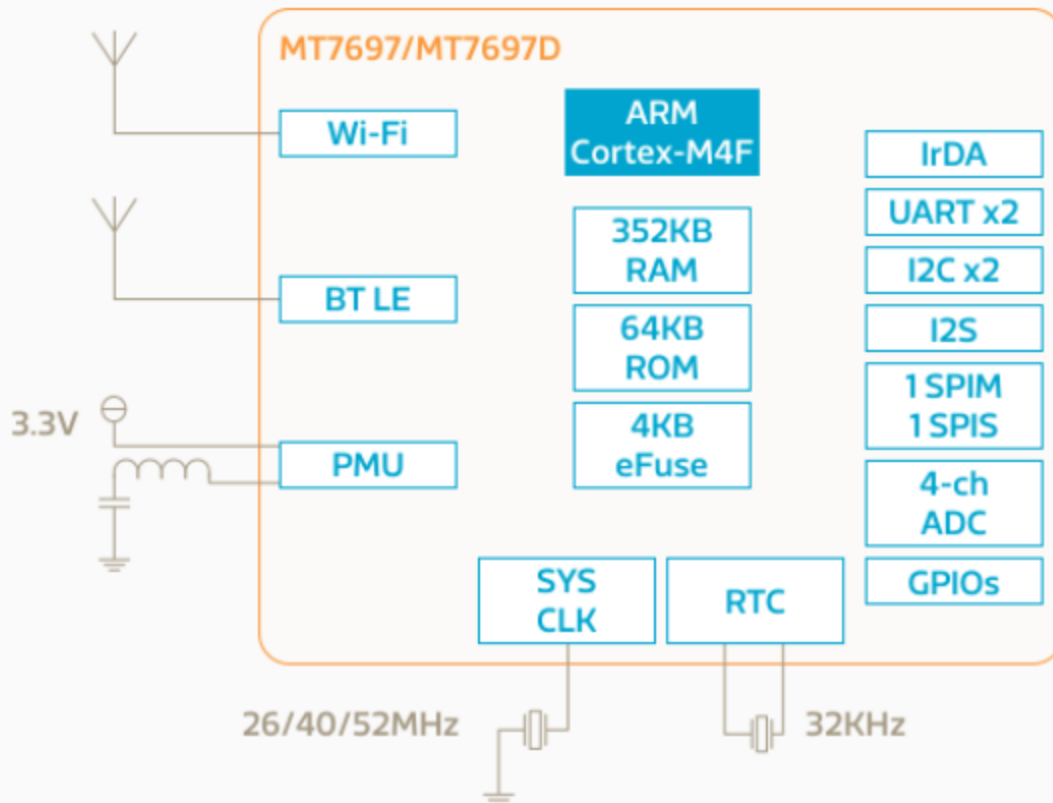 MT7697/MT7697D
Wi-Fi
BT LE
3.3V
PMU
ARM
Cortex-M4F
352KB
RAM
64KB
ROM
4KB
eFuse
IrDA
UART x2
I2C x2
I2S
1 SPIM
1 SPIS
4-ch
ADC
GPIOs
SYS
CLK
RTC
26/40/52MHz
32KHz